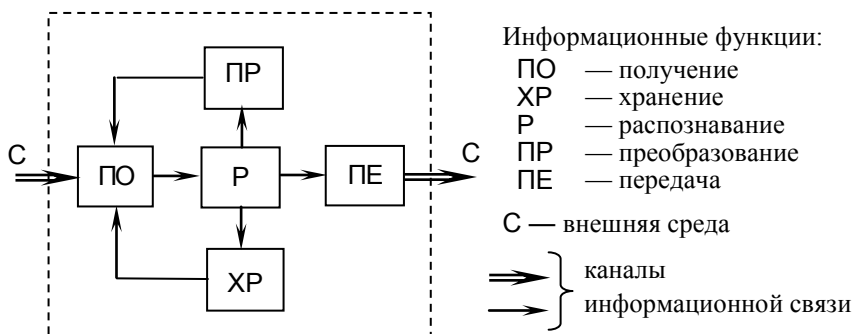 Информационные функции:
ПО — получение
ХР — хранение
Р — распознавание
ПР — преобразование
ПЕ — передача
С — внешняя среда
каналы
информационной связи
ПР
С
ПО
Р
ПЕ
С
ХР